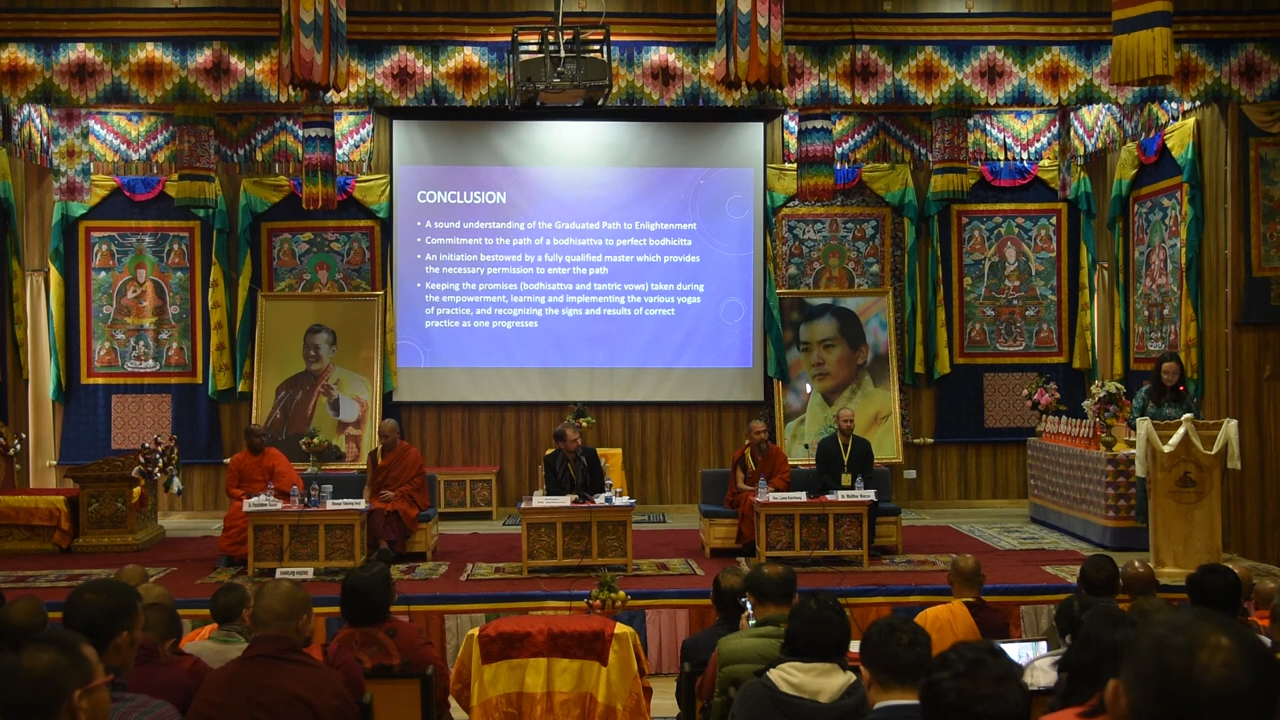 CONCLUSION
• A sound understanding of the Graduated Path to Enlightenment
• Commitment to the path of a bodhisattva to perfect bodhicitta
• An initiation bestowed by a fully qualified master which provides
the necessary permission to enter the path
• Keeping the promises (bodhisattva and tantric vows) taken during
the empowerment, learning and implementing the various yogas
of practice, and recognizing the signs and results of correct
practice as one progresses